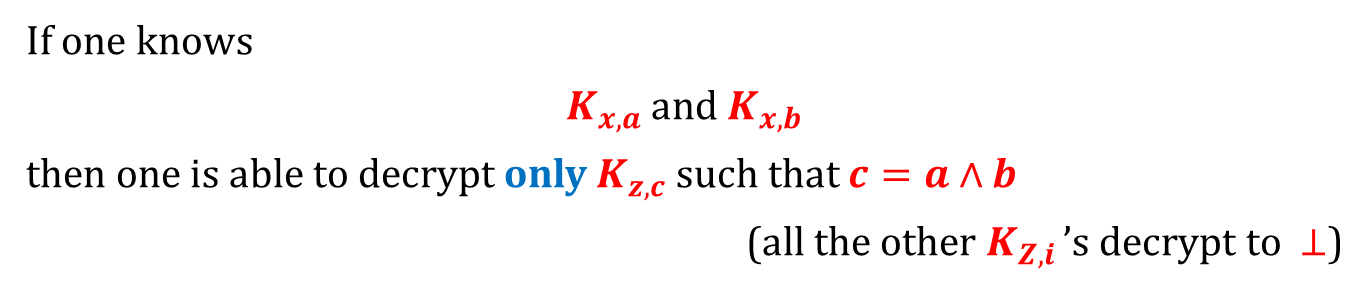 If one knows
K_{x,a} and K_{x,b}
then one is able to decrypt only K_{z,c} such that c = a ∧ b
(all the other K_{Z,i}'s decrypt to ⊥)